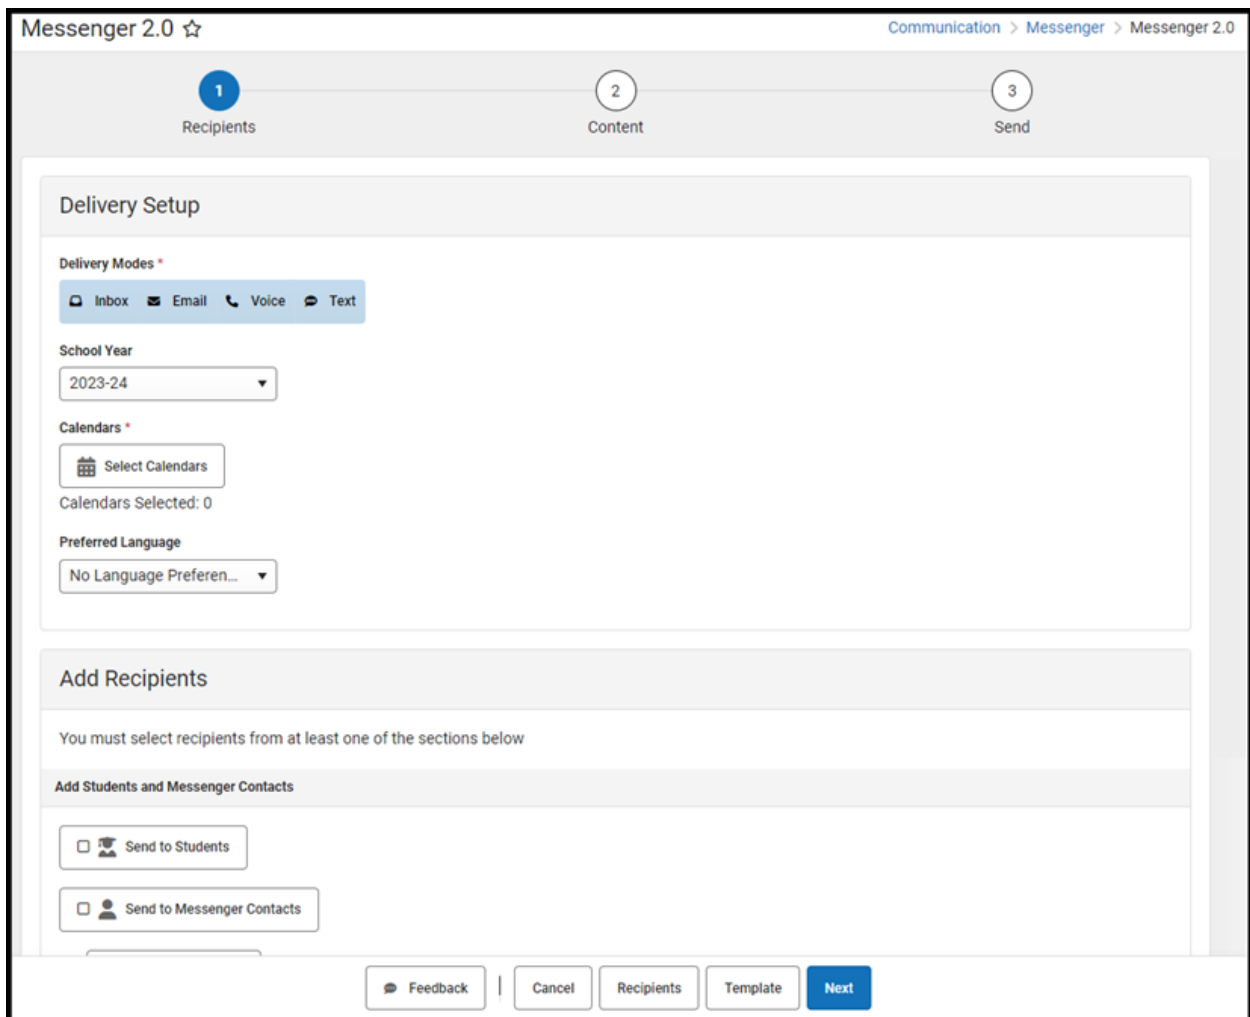 Messenger 2.0
Communication > Messenger > Messenger 2.0
1 2 3
Recipients Content Send
Delivery Setup
Delivery Modes *
Inbox Email Voice Text
School Year
2023-24
Calendars *
Select Calendars
Calendars Selected: 0
Preferred Language
No Language Preferen...
Add Recipients
You must select recipients from at least one of the sections below
Add Students and Messenger Contacts
Send to Students
Send to Messenger Contacts
Feedback | Cancel Recipients Template Next